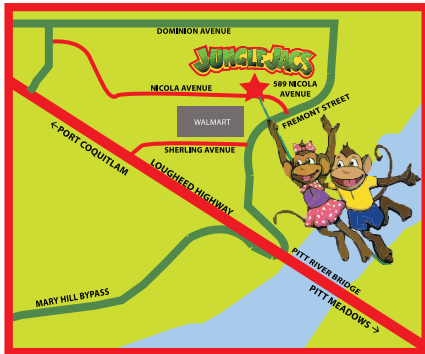 DOMINION AVENUE
JUNGLE JACS
589 NICOLA
AVENUE
NICOLA AVENUE
FREMONT STREET
WALMART
SHERLING AVENUE
←PORT COQUITLAM
LOUGHEED HIGHWAY
PITT RIVER BRIDGE
PITT MEADOWS→
MARY HILL BYPASS